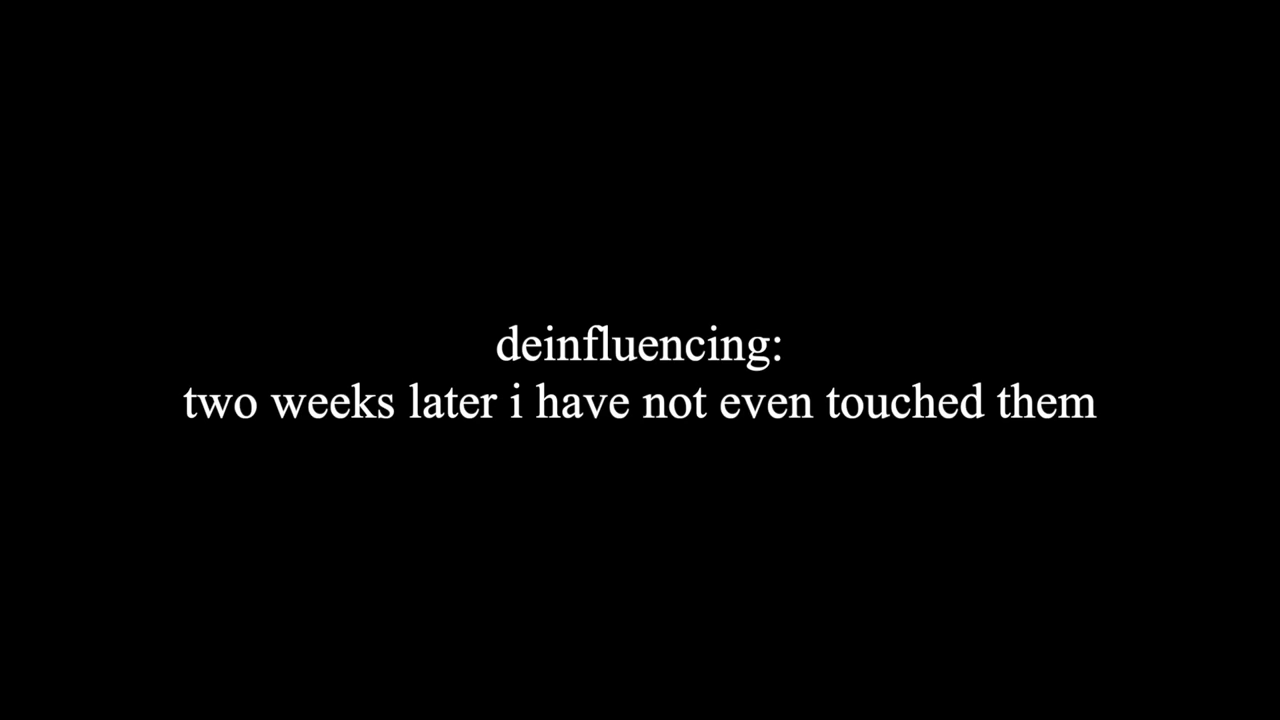 deinfluencing:
two weeks later i have not even touched them